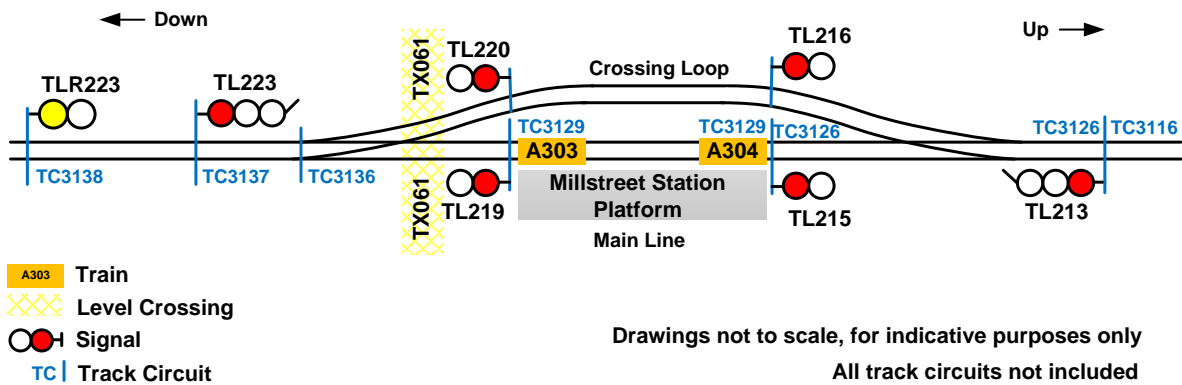 Down
Up
TX061
TL220
TL216
TLR223
TL223
Crossing Loop
TC3129
TC3129
TC3126
TC3126
TC3116
A303
A304
TC3138
TC3137
TC3136
TX061
TL219
Millstreet Station
Platform
TL215
TL213
Main Line
A303 Train
Level Crossing
Signal
TC Track Circuit
Drawings not to scale, for indicative purposes only
All track circuits not included